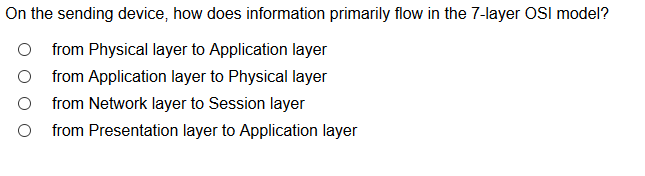 On the sending device, how does information primarily flow in the 7-layer OSI model?
from Physical layer to Application layer
from Application layer to Physical layer
from Network layer to Session layer
from Presentation layer to Application layer